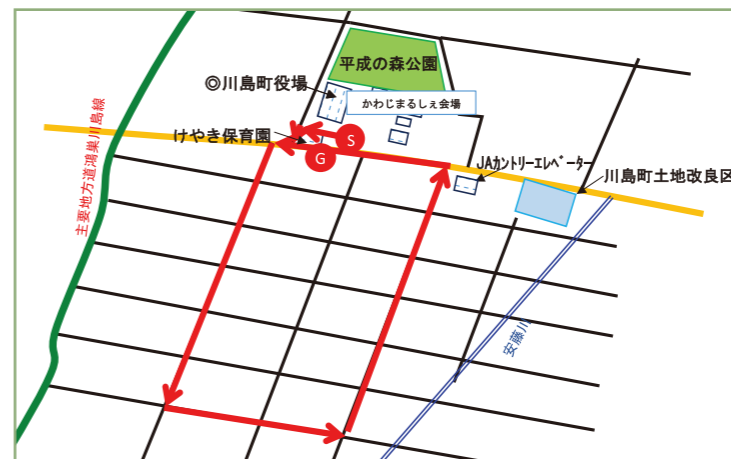 平成の森公園
◎川島町役場
かわじまるしぇ会場
けやき保育園
S
G
JAカントリーエレベーター
川島町土地改良区
主要地方道鴻巣川島線
安藤川